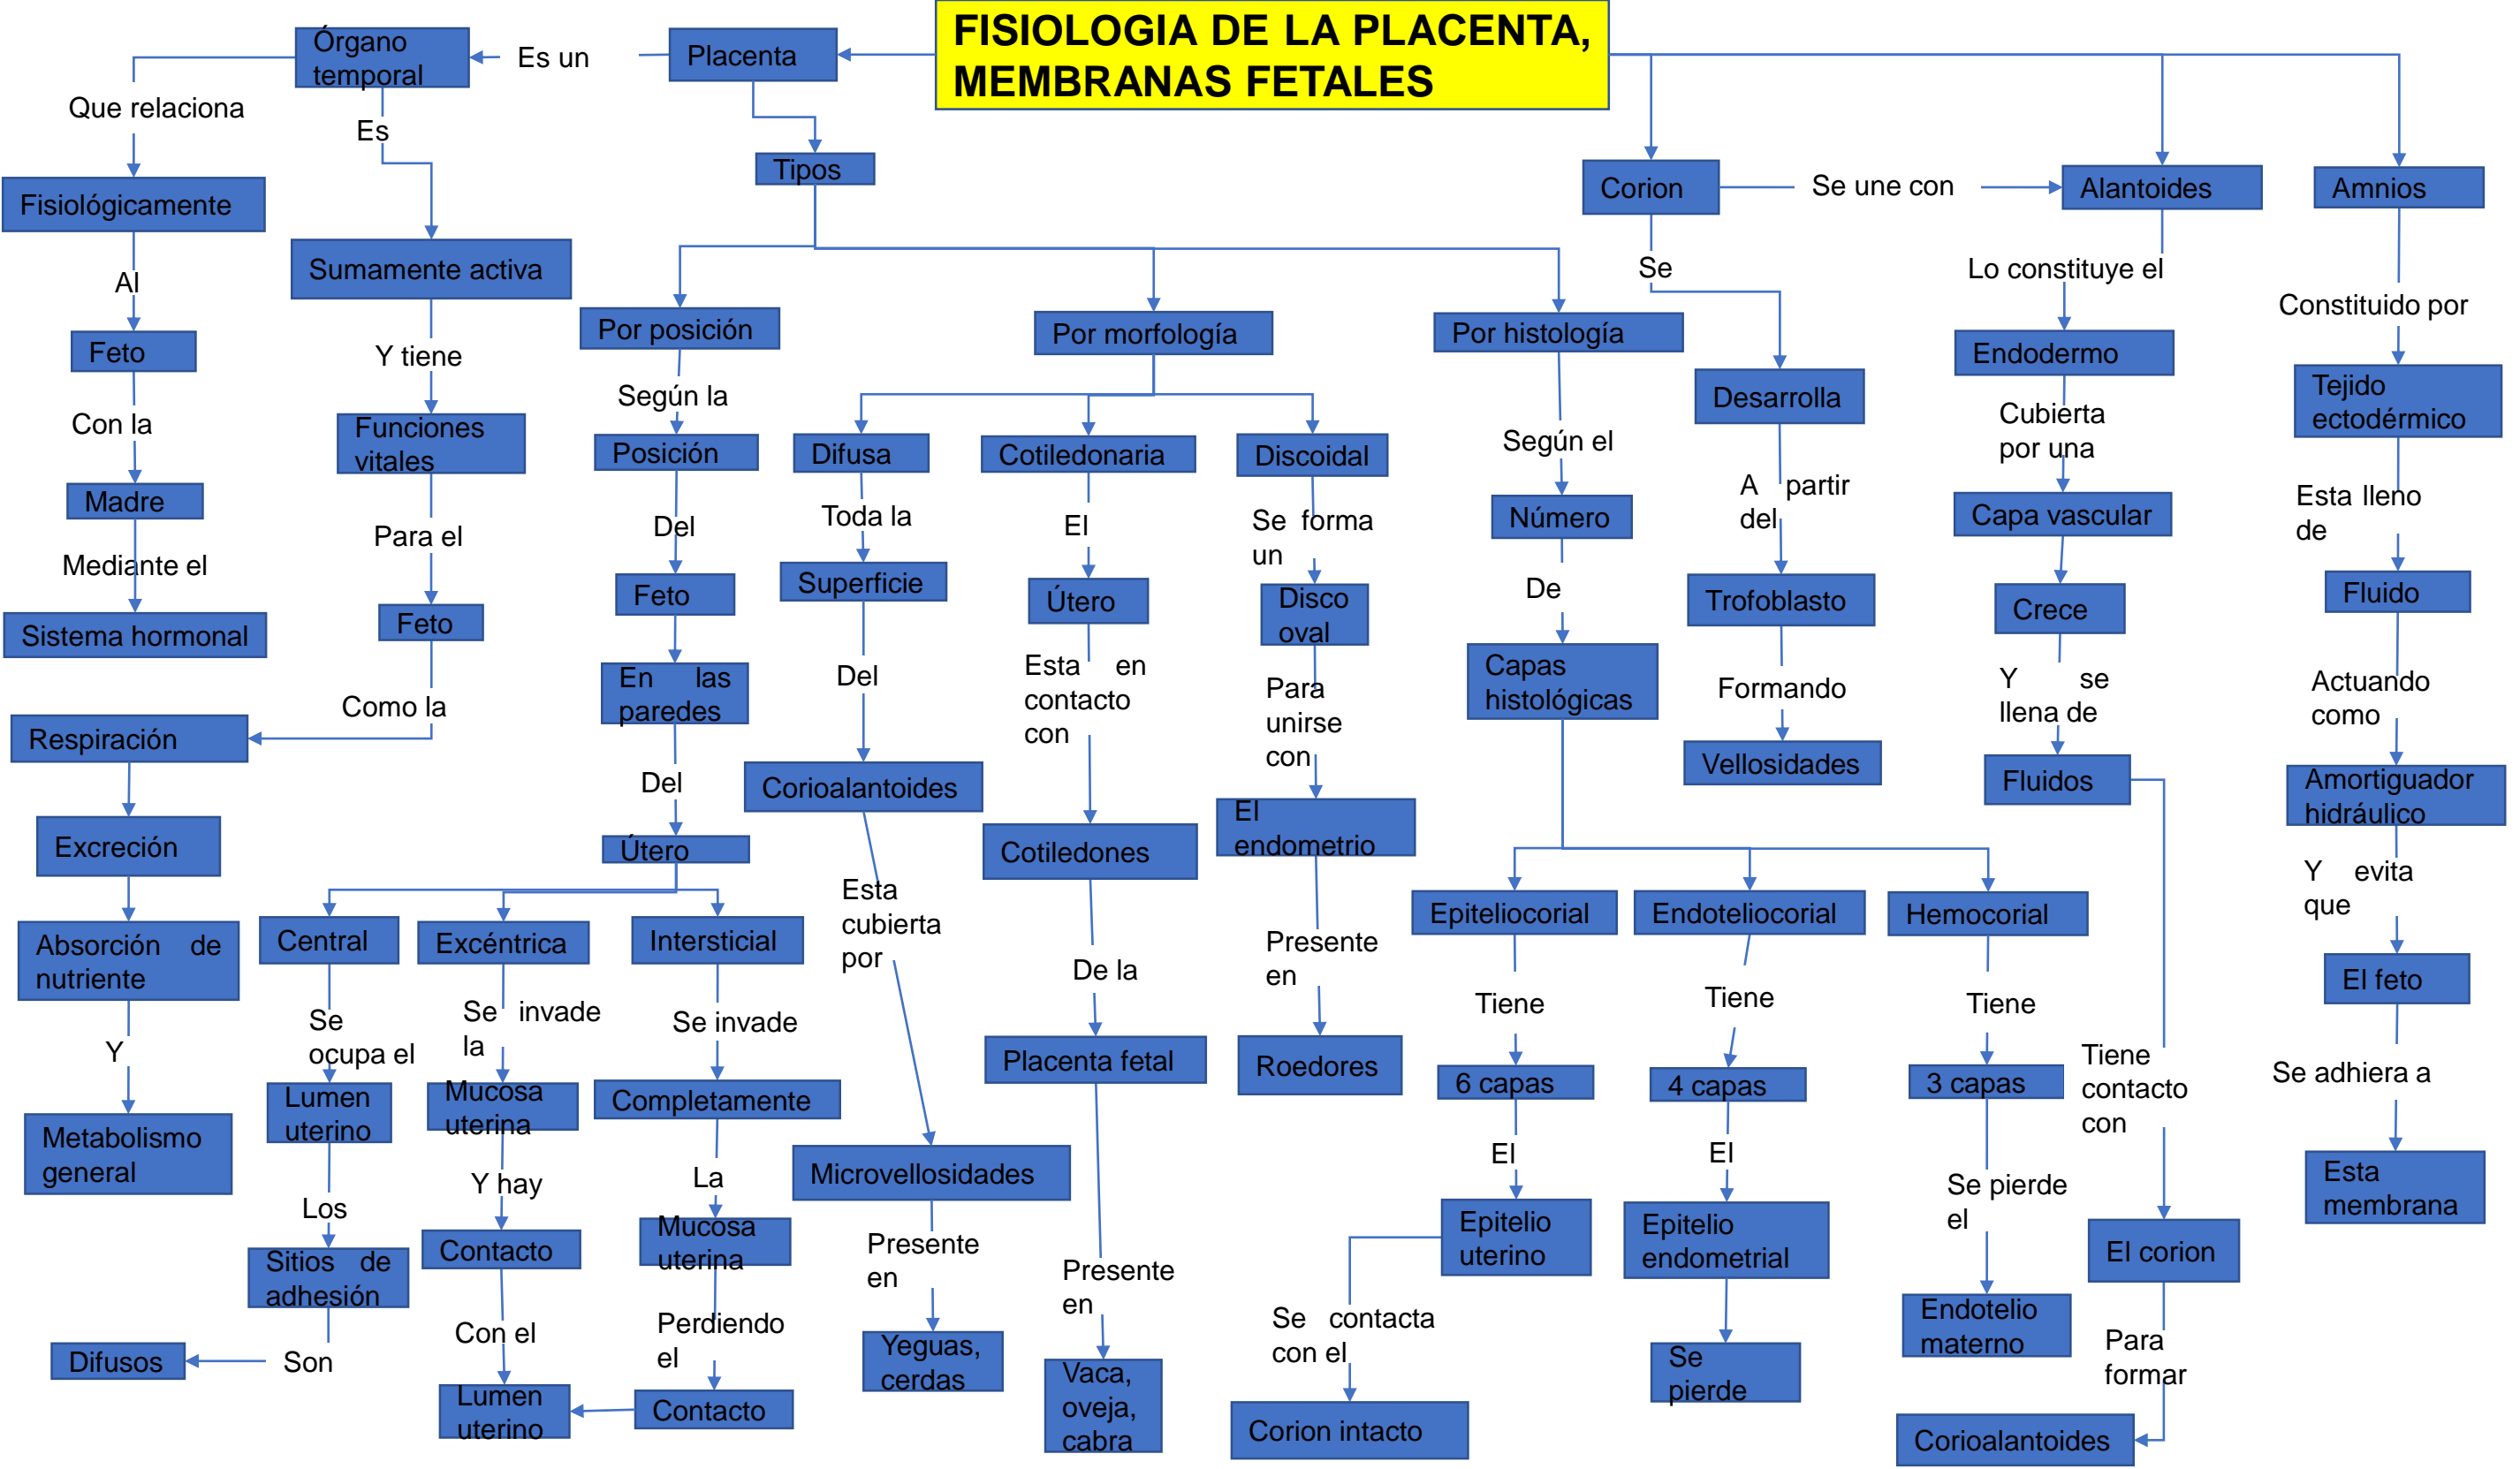 FISIOLOGIA DE LA PLACENTA,
MEMBRANAS FETALES
Placenta
Es un
Órgano
temporal
Que relaciona
Fisiológicamente
Al
Feto
Con la
Madre
Mediante el
Sistema hormonal
Es
Sumamente activa
Y tiene
Funciones
vitales
Para el
Feto
Como la
Respiración
Excreción
Absorción de
nutriente
Y
Metabolismo
general
Tipos
Por posición
Según la
Posición
Del
Feto
En las
paredes
Del
Útero
Central
Se
ocupa el
Lumen
uterino
Los
Sitios de
adhesión
Son
Difusos
Excéntrica
Se invade
la
Mucosa
uterina
Y hay
Contacto
Con el
Lumen
uterino
Intersticial
Se invade
Completamente
La
Mucosa
uterina
Perdiendo
el
Contacto
Por morfología
Difusa
Toda la
Superficie
Del
Corioalantoides
Esta
cubierta
por
Microvellosidades
Presente
en
Yeguas,
cerdas
Cotiledonaria
El
Útero
Esta en
contacto
con
Cotiledones
De la
Placenta fetal
Presente
en
Vaca,
oveja,
cabra
Discoidal
Se forma
un
Disco
oval
Para
unirse
con
El
endometrio
Presente
en
Roedores
Por histología
Según el
Número
De
Capas
histológicas
Epiteliocorial
Tiene
6 capas
El
Epitelio
uterino
Se contacta
con el
Corion intacto
Endoteliocorial
Tiene
4 capas
El
Epitelio
endometrial
Se
pierde
Hemocorial
Tiene
3 capas
Se pierde
el
Endotelio
materno
Corion
Se une con
Se
Desarrolla
A partir
del
Trofoblasto
Formando
Vellosidades
Alantoides
Lo constituye el
Endodermo
Cubierta
por una
Capa vascular
Crece
Y se
llena de
Fluidos
Tiene
contacto
con
El corion
Para
formar
Corioalantoides
Amnios
Constituido por
Tejido
ectodérmico
Esta lleno
de
Fluido
Actuando
como
Amortiguador
hidráulico
Y evita
que
El feto
Se adhiera a
Esta
membrana